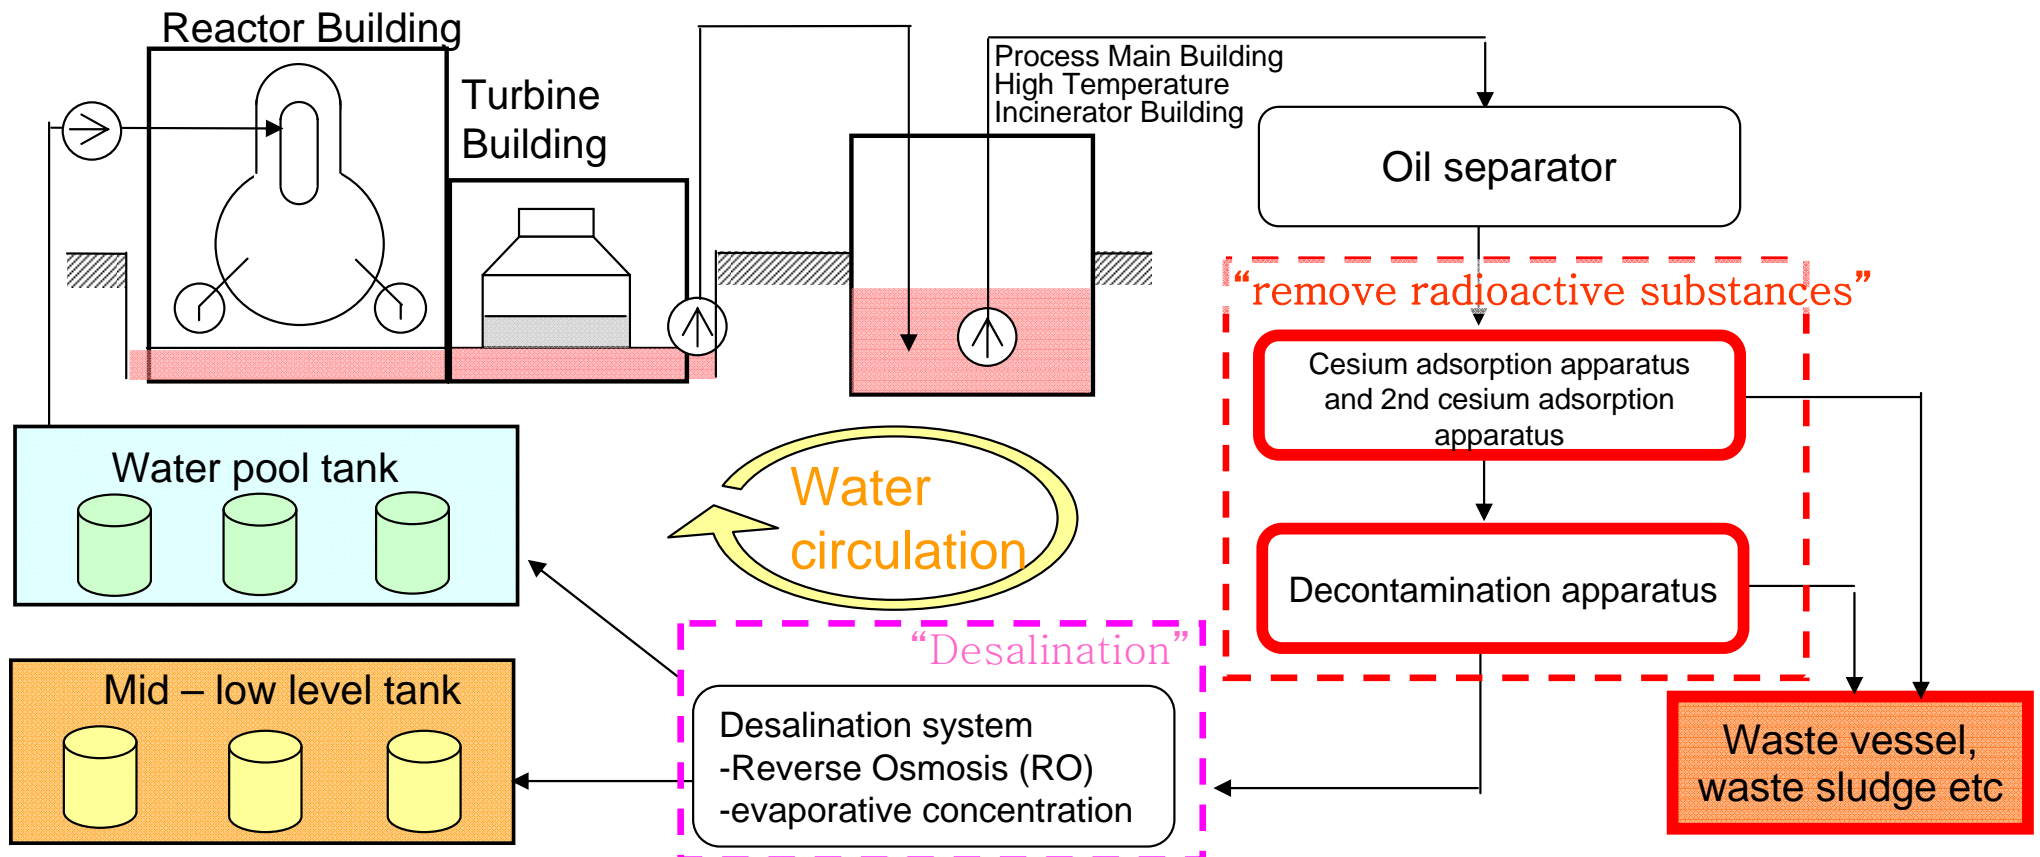 Reactor Building
Turbine
Building
Process Main Building
High Temperature
Incinerator Building
Oil separator
“remove radioactive substances”
Cesium adsorption apparatus
and 2nd cesium adsorption
apparatus
Decontamination apparatus
Water
circulation
Water pool tank
“Desalination”
Desalination system
-Reverse Osmosis (RO)
-evaporative concentration
Mid – low level tank
Waste vessel,
waste sludge etc